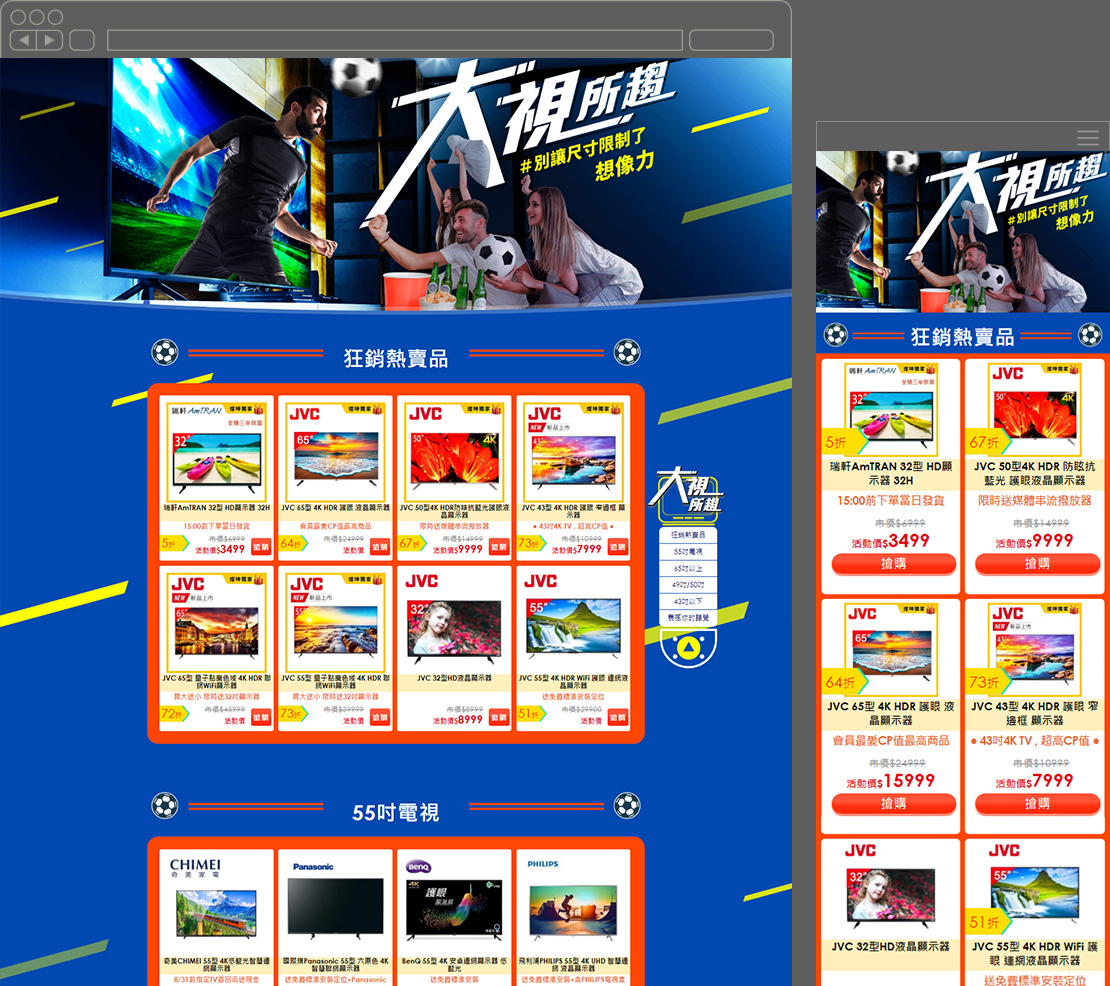 大視所趨
#別讓尺寸限制了
想像力
狂銷熱賣品
瑞軒 AmTRAN
燦坤獨家
全機三年保固
32"
瑞軒AmTRAN 32型 HD顯示器 32H
15:00前下單當日發貨
5折
市價$6999
活動價$3499
搶購
JVC
燦坤獨家
65"
JVC 65型 4K HDR 護眼 液晶顯示器
會員最愛CP值最高商品
64折
市價$24999
活動價
搶購
JVC
燦坤獨家
50"
4K
JVC 50型4K HDR防眩抗藍光護眼液
晶顯示器
限時送媒體串流撥放器
67折
市價$14999
活動價$9999
搶購
JVC
燦坤獨家
NEW 新品上市
43"
JVC 43型 4K HDR 護眼 窄邊框 顯
示器
● 43吋4K TV , 超高CP值 ●
73折
市價$10999
活動價$7999
搶購
JVC
燦坤獨家
NEW 新品上市
65"
JVC 65型 量子點廣色域 4K HDR 聯
網WiFi顯示器
買大送小 限時送32吋顯示器
72折
市價$45999
活動價
搶購
JVC
燦坤獨家
NEW 新品上市
55"
JVC 55型 量子點廣色域 4K HDR 聯
網WiFi顯示器
買大送小 限時送32吋顯示器
73折
市價$39999
活動價
搶購
JVC
32"
JVC 32型HD液晶顯示器
市價$8999
活動價$8999
搶購
JVC
55"
JVC 55型 4K HDR WiFi 護眼 連網液
晶顯示器
送免費標準安裝定位
51折
市價$29900
活動價
搶購
大視所趨
狂銷熱賣品
55吋電視
65吋以上
49吋/50吋
43吋以下
55吋電視
CHIMEI
奇美家電
奇美CHIMEI 55型 4K低藍光智慧連
網顯示器
8/31前指定TV簽回函送現金
Panasonic
國際牌Panasonic 55型 六原色 4K
智慧聯網顯示器
送免費標準安裝定位+Panasonic
BenQ
4K
護眼
BenQ 55型 4K 安卓連網顯示器 低
藍光
送免費標準安裝
PHILIPS
飛利浦PHILIPS 55型 4K UHD 智慧連
網 液晶顯示器
送免費標準安裝+含PHILIPS電視盒
大視所趨
#別讓尺寸限制了
想像力
狂銷熱賣品
瑞軒 AmTRAN
燦坤獨家
全機三年保固
32"
5折
瑞軒AmTRAN 32型 HD顯
示器 32H
15:00前下單當日發貨
市價$6999
活動價$3499
搶購
JVC
燦坤獨家
50"
4K
67折
JVC 50型4K HDR 防眩抗
藍光 護眼液晶顯示器
限時送媒體串流撥放器
市價$14999
活動價$9999
搶購
JVC
燦坤獨家
65"
64折
JVC 65型 4K HDR 護眼 液
晶顯示器
會員最愛CP值最高商品
市價$24999
活動價$15999
搶購
JVC
燦坤獨家
NEW 新品上市
43"
73折
JVC 43型 4K HDR 護眼 窄
邊框 顯示器
● 43吋4K TV , 超高CP值 ●
市價$10999
活動價$7999
搶購
JVC
32"
JVC 32型HD液晶顯示器
JVC
55"
51折
JVC 55型 4K HDR WiFi 護
眼 連網液晶顯示器
送免費標準安裝定位